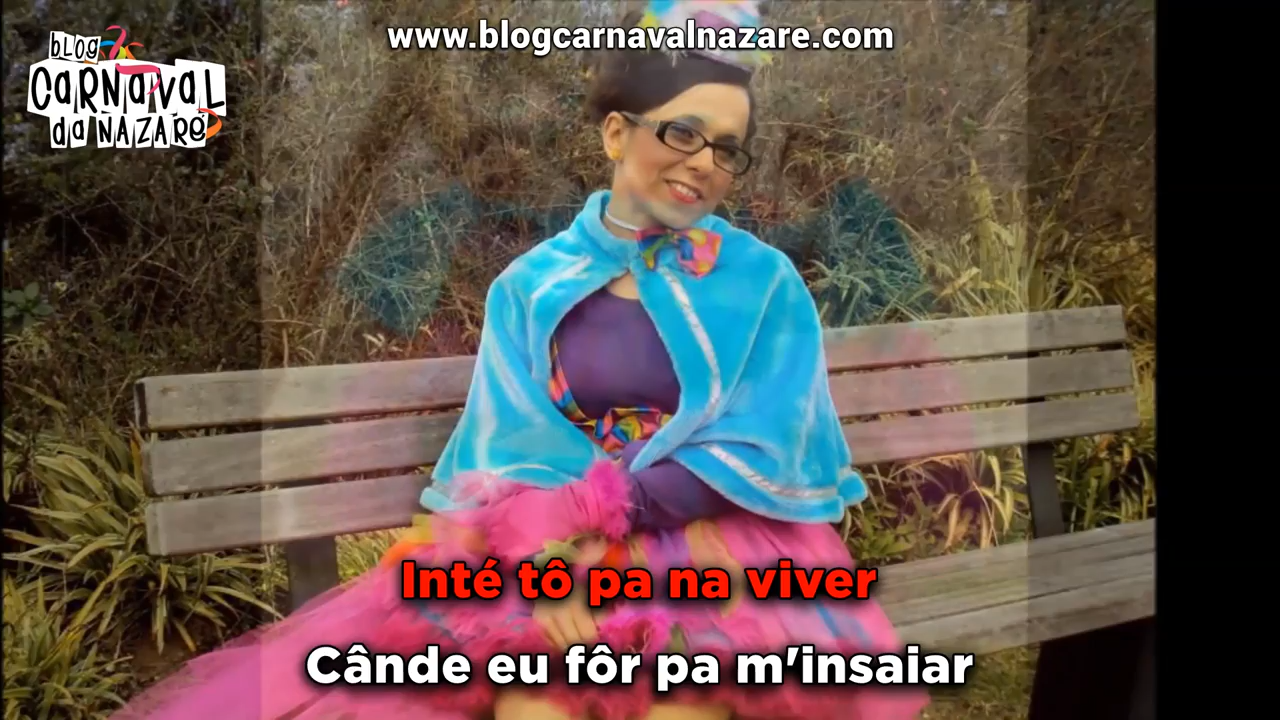 www.blogcarnavalnazare.com
BLOG
CARNAVAL
da NAZARÉ
Inté tô pa na viver
Cânde eu fôr pa m'insaiar